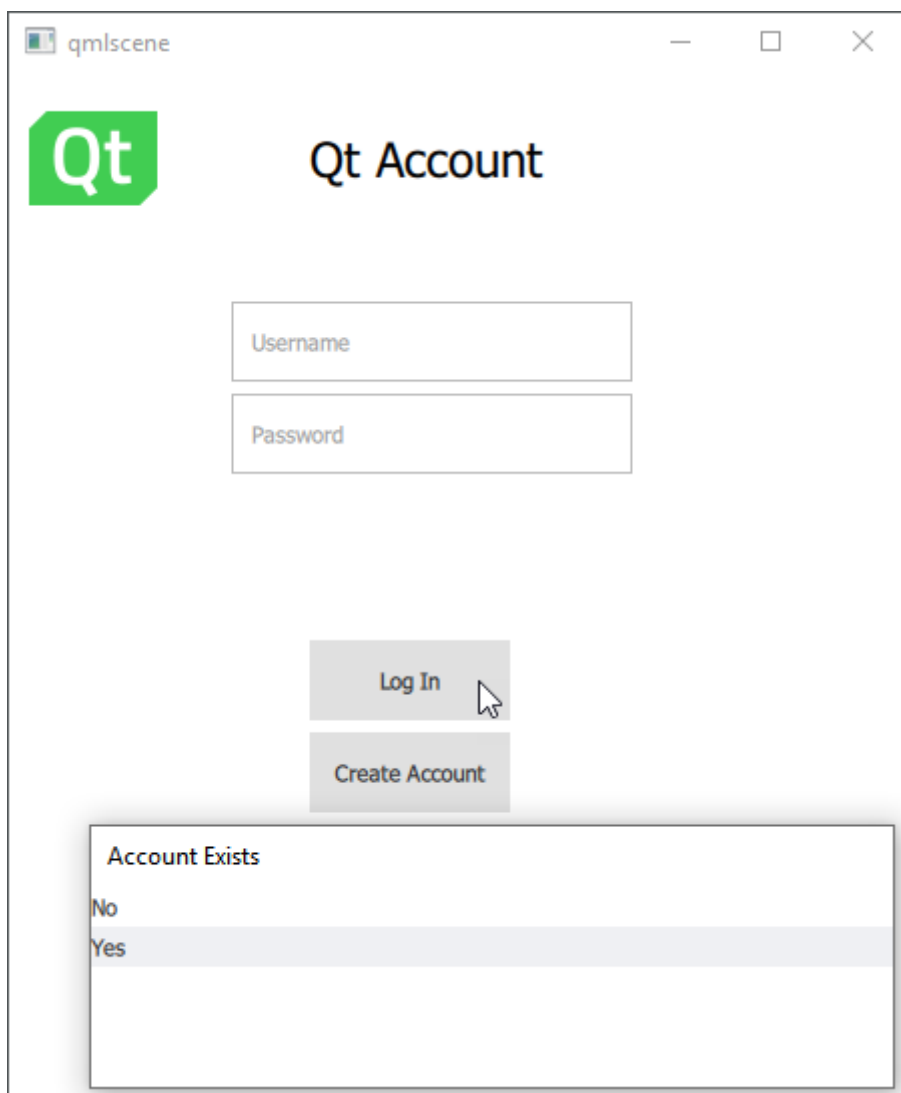 qmlscene
Qt
Qt Account
Username
Password
Log In
Create Account
Account Exists
No
Yes